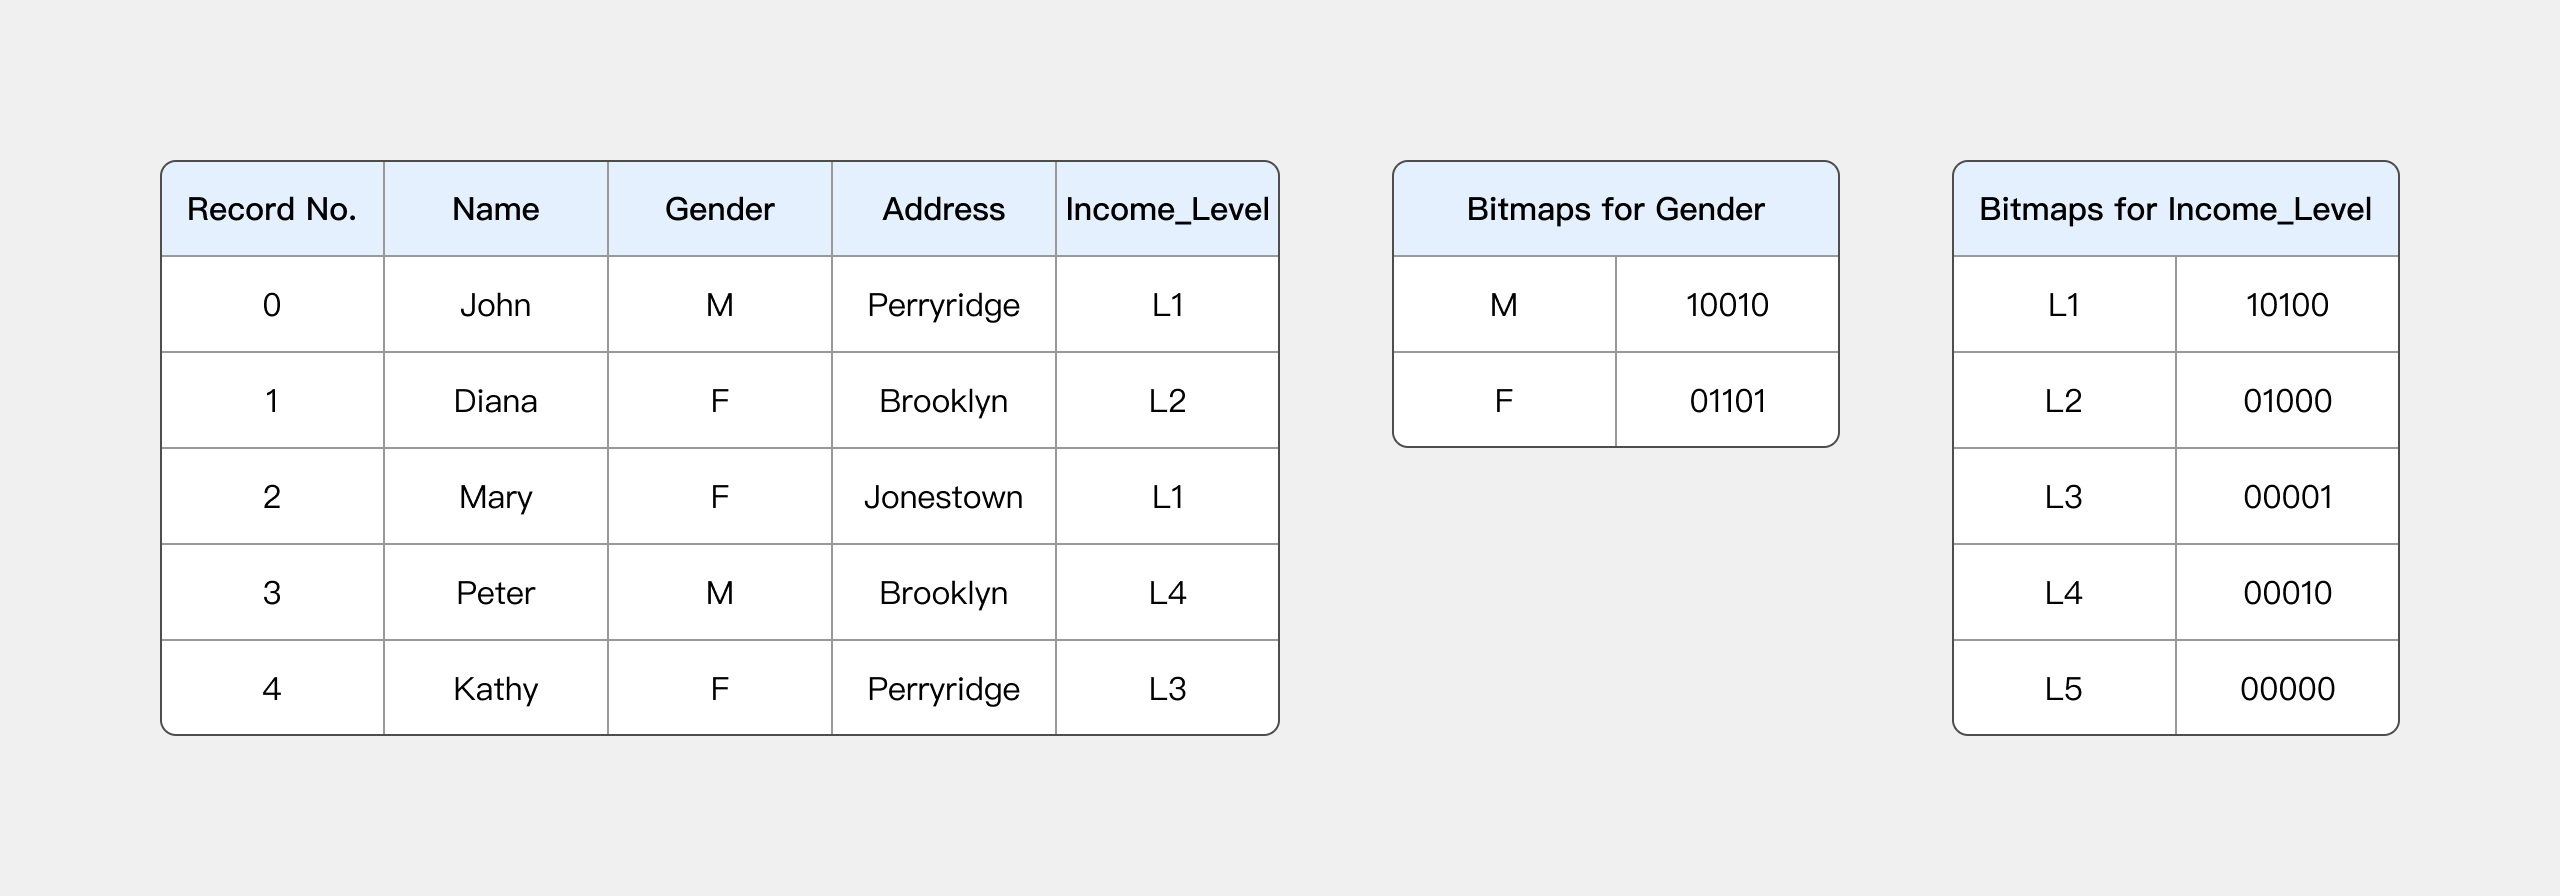 Record No. Name Gender Address Income_Level
0 John M Perryridge L1
1 Diana F Brooklyn L2
2 Mary F Jonestown L1
3 Peter M Brooklyn L4
4 Kathy F Perryridge L3
Bitmaps for Gender
M 10010
F 01101
Bitmaps for Income_Level
L1 10100
L2 01000
L3 00001
L4 00010
L5 00000